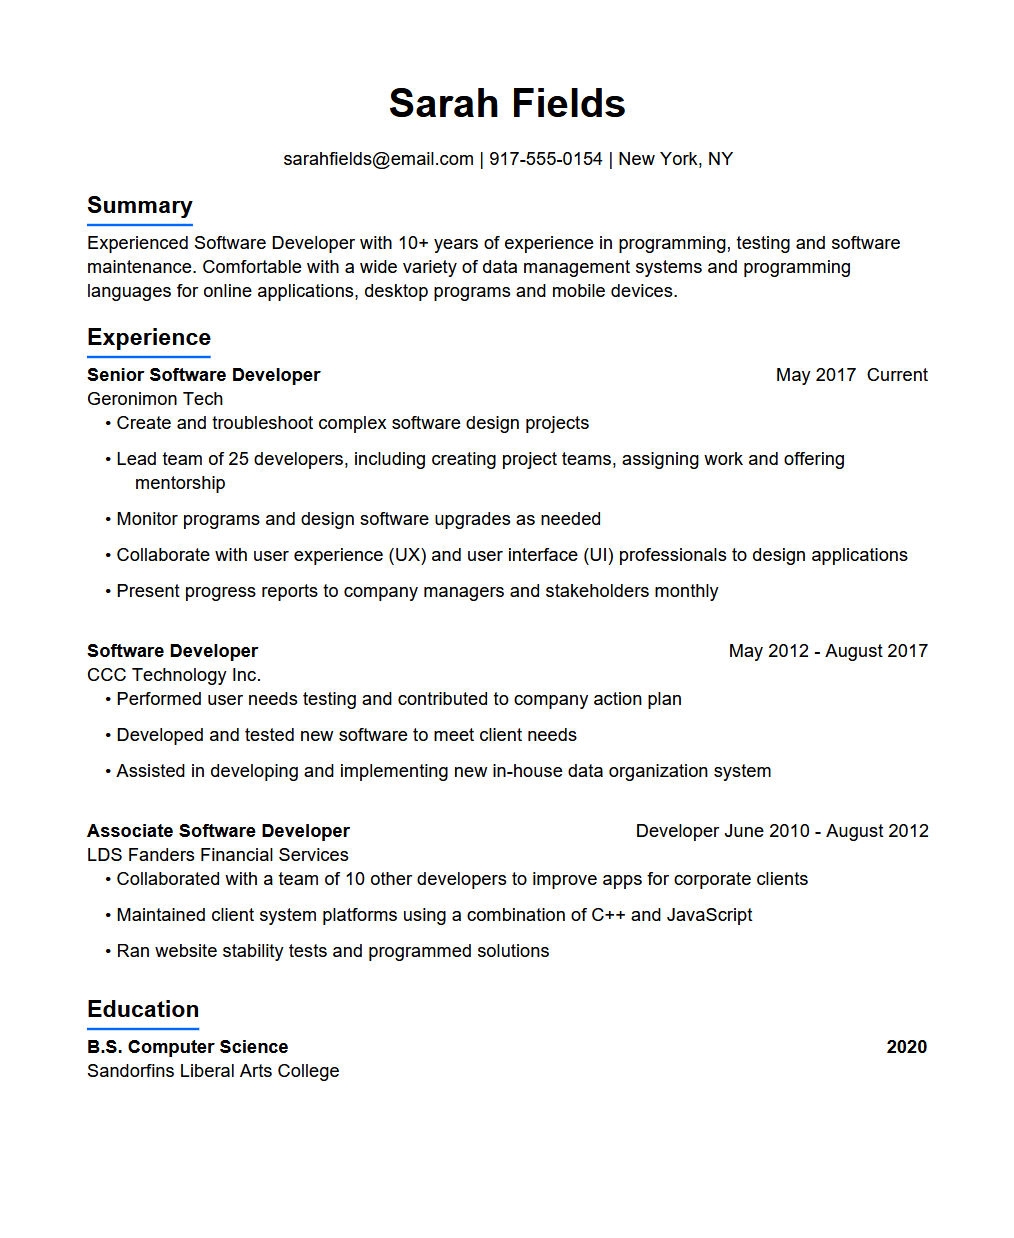 Sarah Fields
sarahfields@email.com | 917-555-0154 | New York, NY
Summary
Experienced Software Developer with 10+ years of experience in programming, testing and software
maintenance. Comfortable with a wide variety of data management systems and programming
languages for online applications, desktop programs and mobile devices.
Experience
Senior Software Developer May 2017  Current
Geronimon Tech
• Create and troubleshoot complex software design projects
• Lead team of 25 developers, including creating project teams, assigning work and offering
mentorship
• Monitor programs and design software upgrades as needed
• Collaborate with user experience (UX) and user interface (UI) professionals to design applications
• Present progress reports to company managers and stakeholders monthly
Software Developer May 2012 - August 2017
CCC Technology Inc.
• Performed user needs testing and contributed to company action plan
• Developed and tested new software to meet client needs
• Assisted in developing and implementing new in-house data organization system
Associate Software Developer Developer June 2010 - August 2012
LDS Fanders Financial Services
• Collaborated with a team of 10 other developers to improve apps for corporate clients
• Maintained client system platforms using a combination of C++ and JavaScript
• Ran website stability tests and programmed solutions
Education
B.S. Computer Science 2020
Sandorfins Liberal Arts College